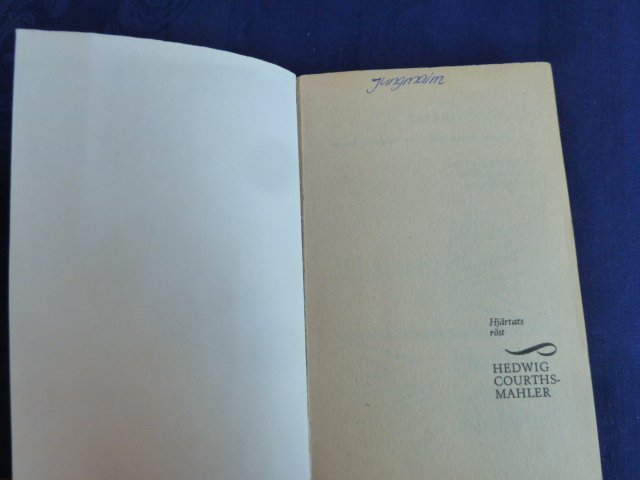 Jungmalm
Hjärtats
röst
HEDWIG
COURTHS-
MAHLER